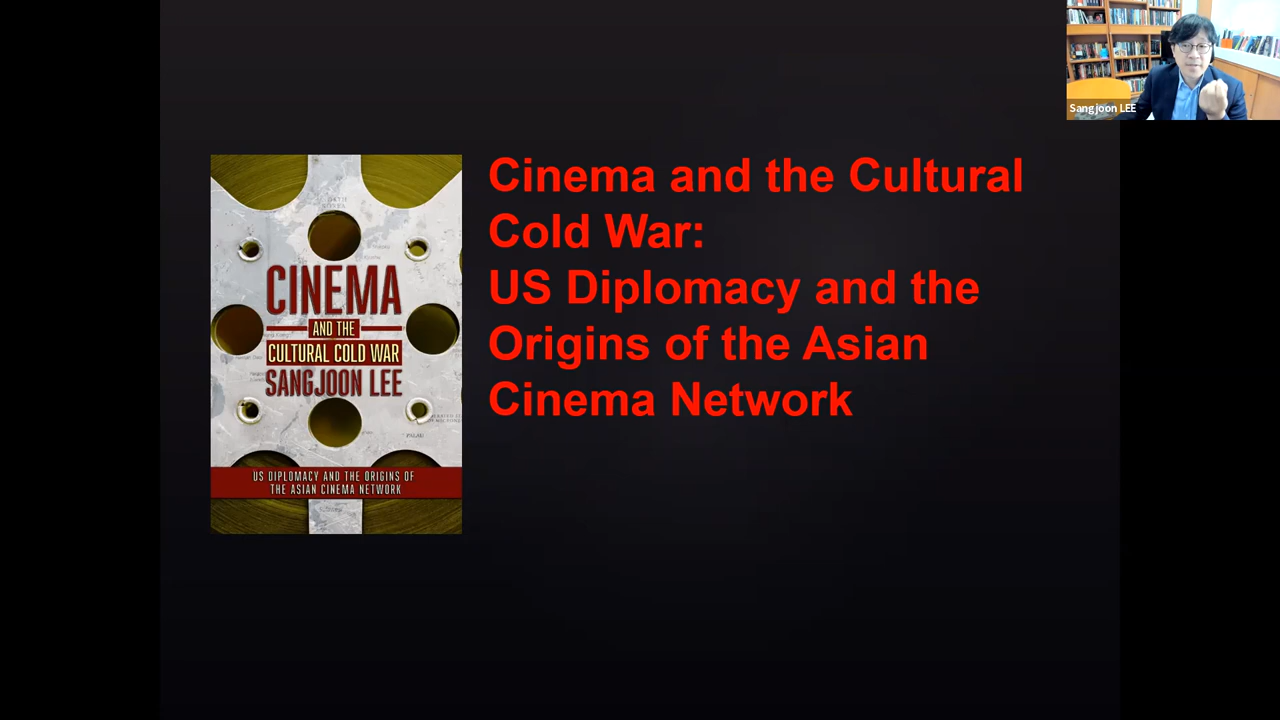 Sangjoon LEE
Cinema and the Cultural
Cold War:
US Diplomacy and the
Origins of the Asian
Cinema Network
CINEMA
AND THE
CULTURAL COLD WAR
SANGJOON LEE
PALAU
US DIPLOMACY AND THE ORIGINS OF
THE ASIAN CINEMA NETWORK